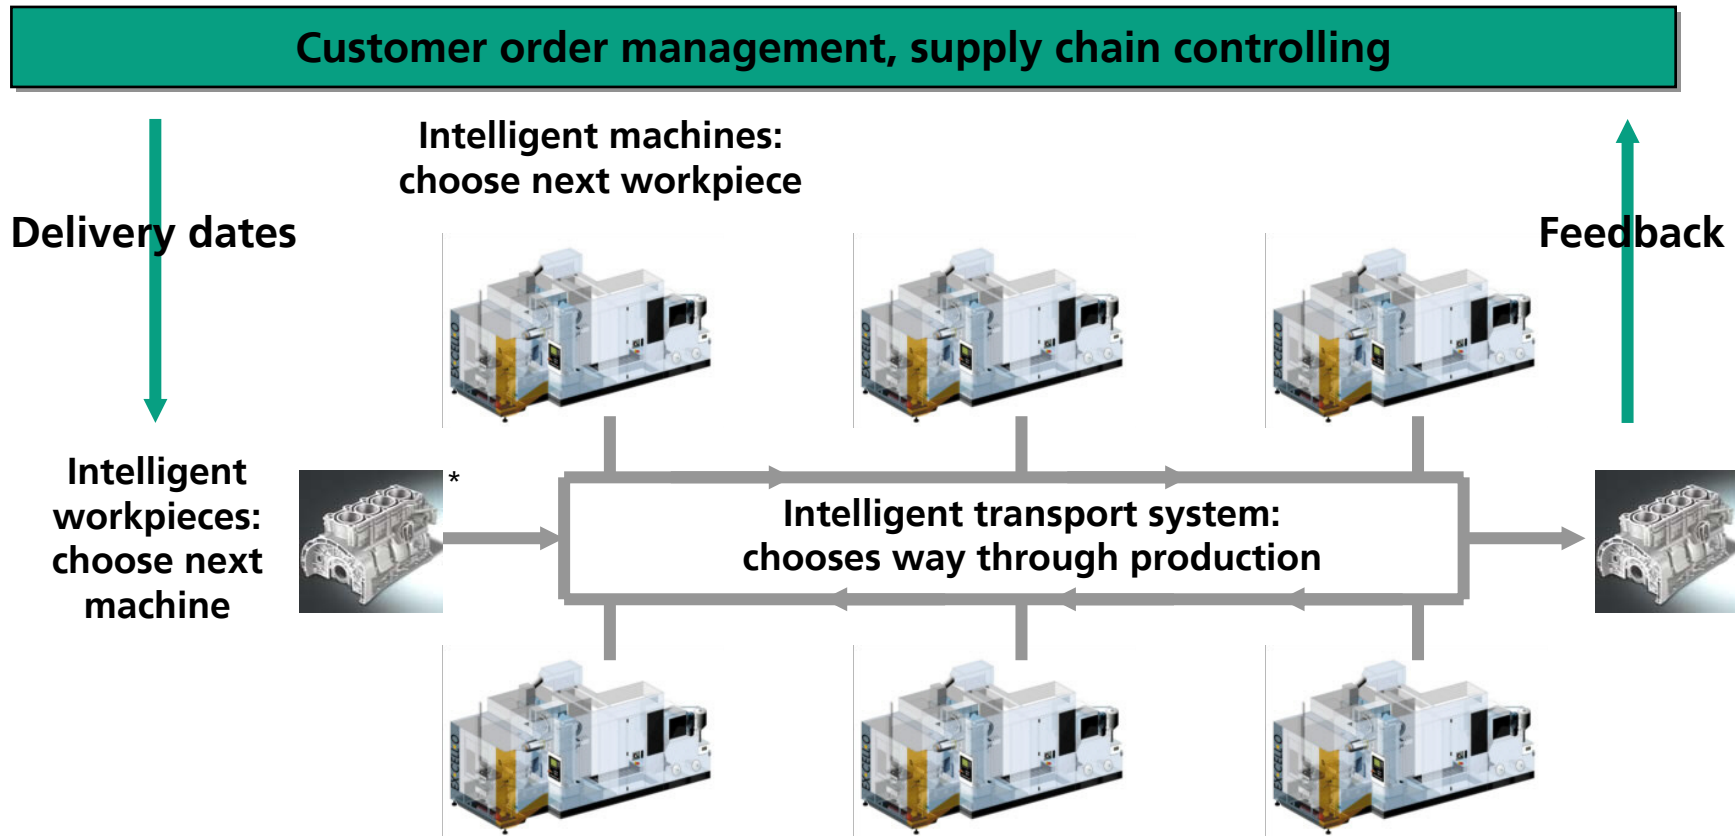 Customer order management, supply chain controlling
Intelligent machines:
choose next workpiece
Delivery dates
Feedback
Intelligent
workpieces:
choose next
machine
*
Intelligent transport system:
chooses way through production